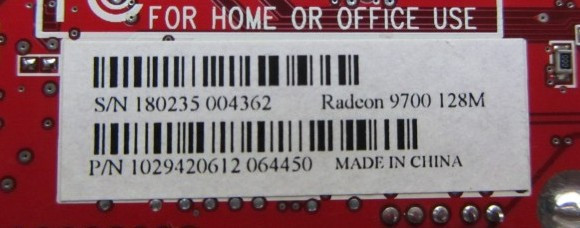 FOR HOME OR OFFICE USE
S/N 180235 004362 Radeon 9700 128M
P/N 1029420612 064450 MADE IN CHINA